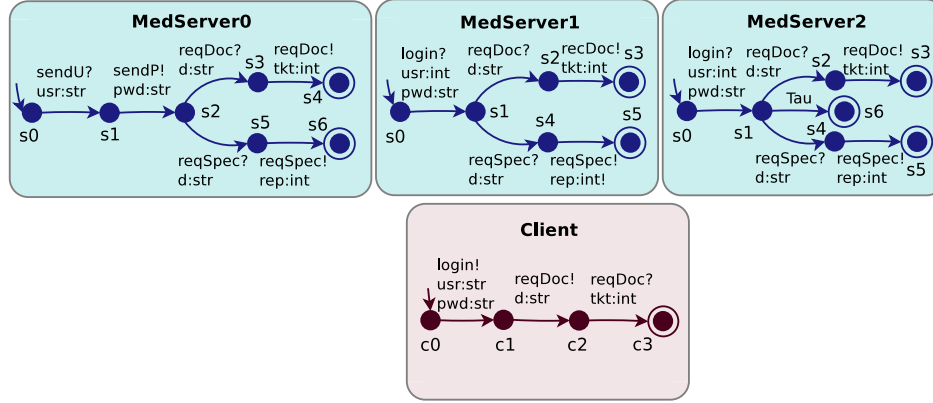 MedServer0
sendU?
usr:str
sendP!
pwd:str
reqDoc?
d:str
reqDoc!
tkt:int
s0
s1
s2
s3
s4
s5
s6
reqSpec?
d:str
reqSpec!
rep:int
MedServer1
login?
usr:int
pwd:str
reqDoc?
d:str
recDoc!
tkt:int
s0
s1
s2
s3
s4
s5
reqSpec?
d:str
reqSpec!
rep:int!
MedServer2
login?
usr:int
pwd:str
reqDoc?
d:str
reqDoc!
tkt:int
Tau
s0
s1
s2
s3
s6
s4
s5
reqSpec?
d:str
reqSpec!
rep:int
Client
login!
usr:str
pwd:str
reqDoc!
d:str
reqDoc?
tkt:int
c0
c1
c2
c3